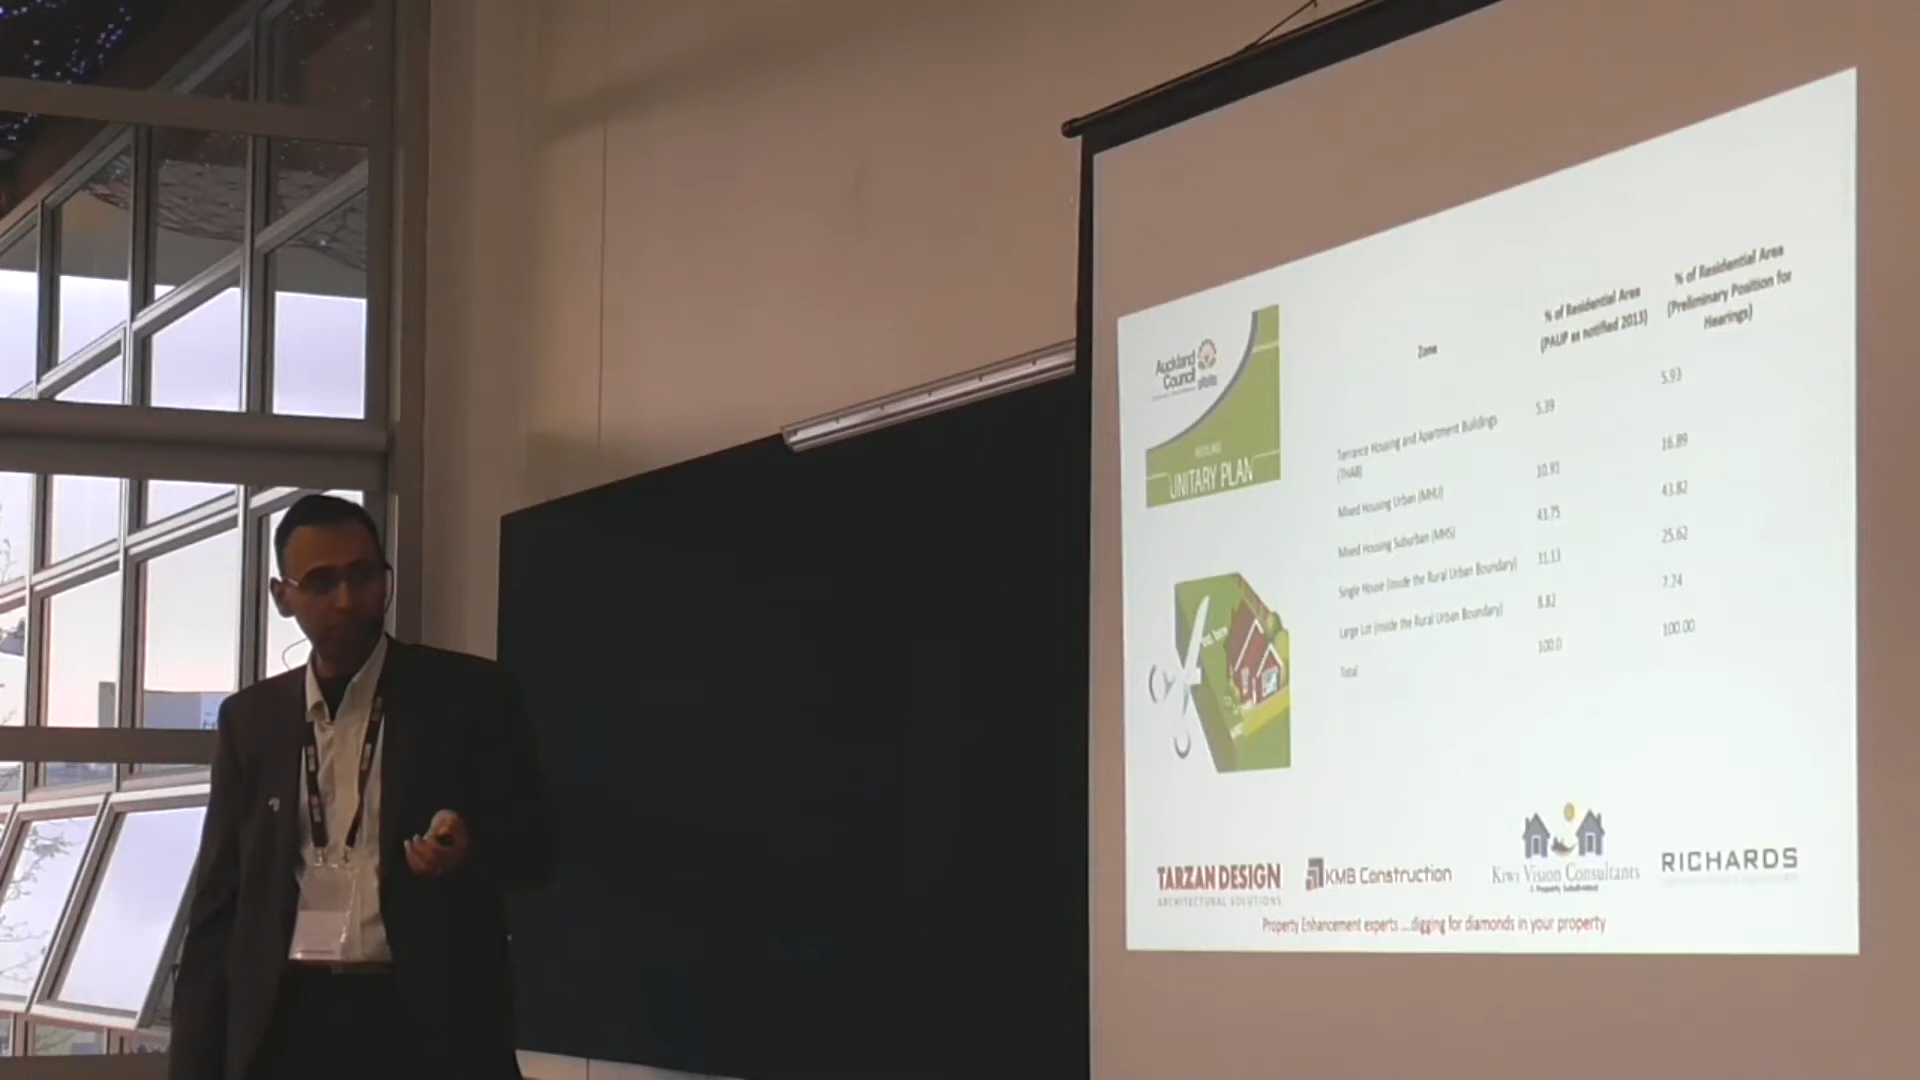 Auckland
Council
AUCKLAND
UNITARY PLAN
Zone
% of Residential Area
(PAUP as notified 2013)
% of Residential Area
(Preliminary Position for
Hearings)
Terrance Housing and Apartment Buildings
(THAB)
5.39
5.93
Mixed Housing Urban (MHU)
10.91
16.89
Mixed Housing Suburban (MHS)
43.75
43.82
Single House (Inside the Rural Urban Boundary)
31.13
25.62
Large Lot (Inside the Rural Urban Boundary)
8.82
7.74
Total
100.0
100.00
TARZAN DESIGN
ARCHITECTURAL SOLUTIONS
KMB Construction
Kiwi Vision Consultants
RICHARDS
Property Enhancement experts ...digging for diamonds in your property